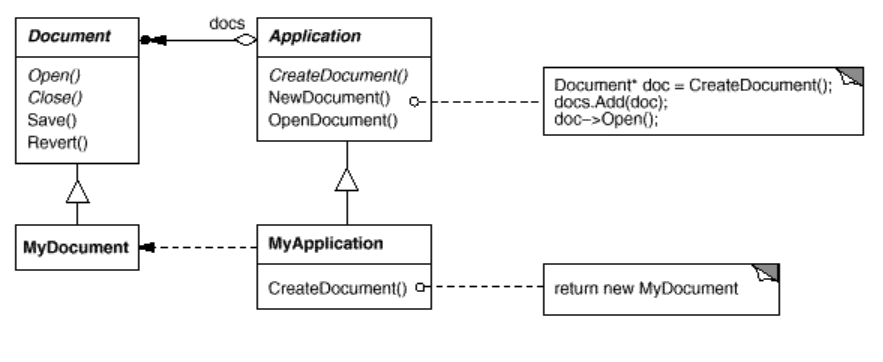 docs
Document
Open()
Close()
Save()
Revert()
Application
CreateDocument()
NewDocument()
OpenDocument()
Document* doc = CreateDocument();
docs.Add(doc);
doc->Open();
MyDocument
MyApplication
CreateDocument()
return new MyDocument